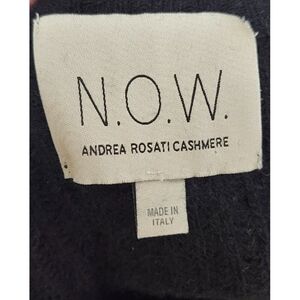 N.O.W.
ANDREA ROSATI CASHMERE
MADE IN
ITALY